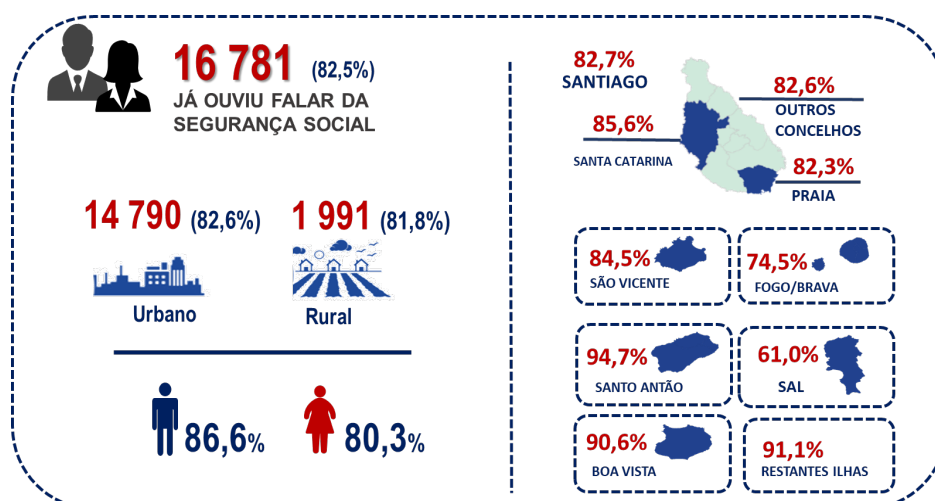 16 781 (82,5%)
JÁ OUVIU FALAR DA
SEGURANÇA SOCIAL
14 790 (82,6%)
Urbano
1 991 (81,8%)
Rural
86,6%
80,3%
82,7%
SANTIAGO
82,6%
OUTROS
CONCELHOS
85,6%
SANTA CATARINA
82,3%
PRAIA
84,5%
SÃO VICENTE
74,5%
FOGO/BRAVA
94,7%
SANTO ANTÃO
61,0%
SAL
90,6%
BOA VISTA
91,1%
RESTANTES ILHAS